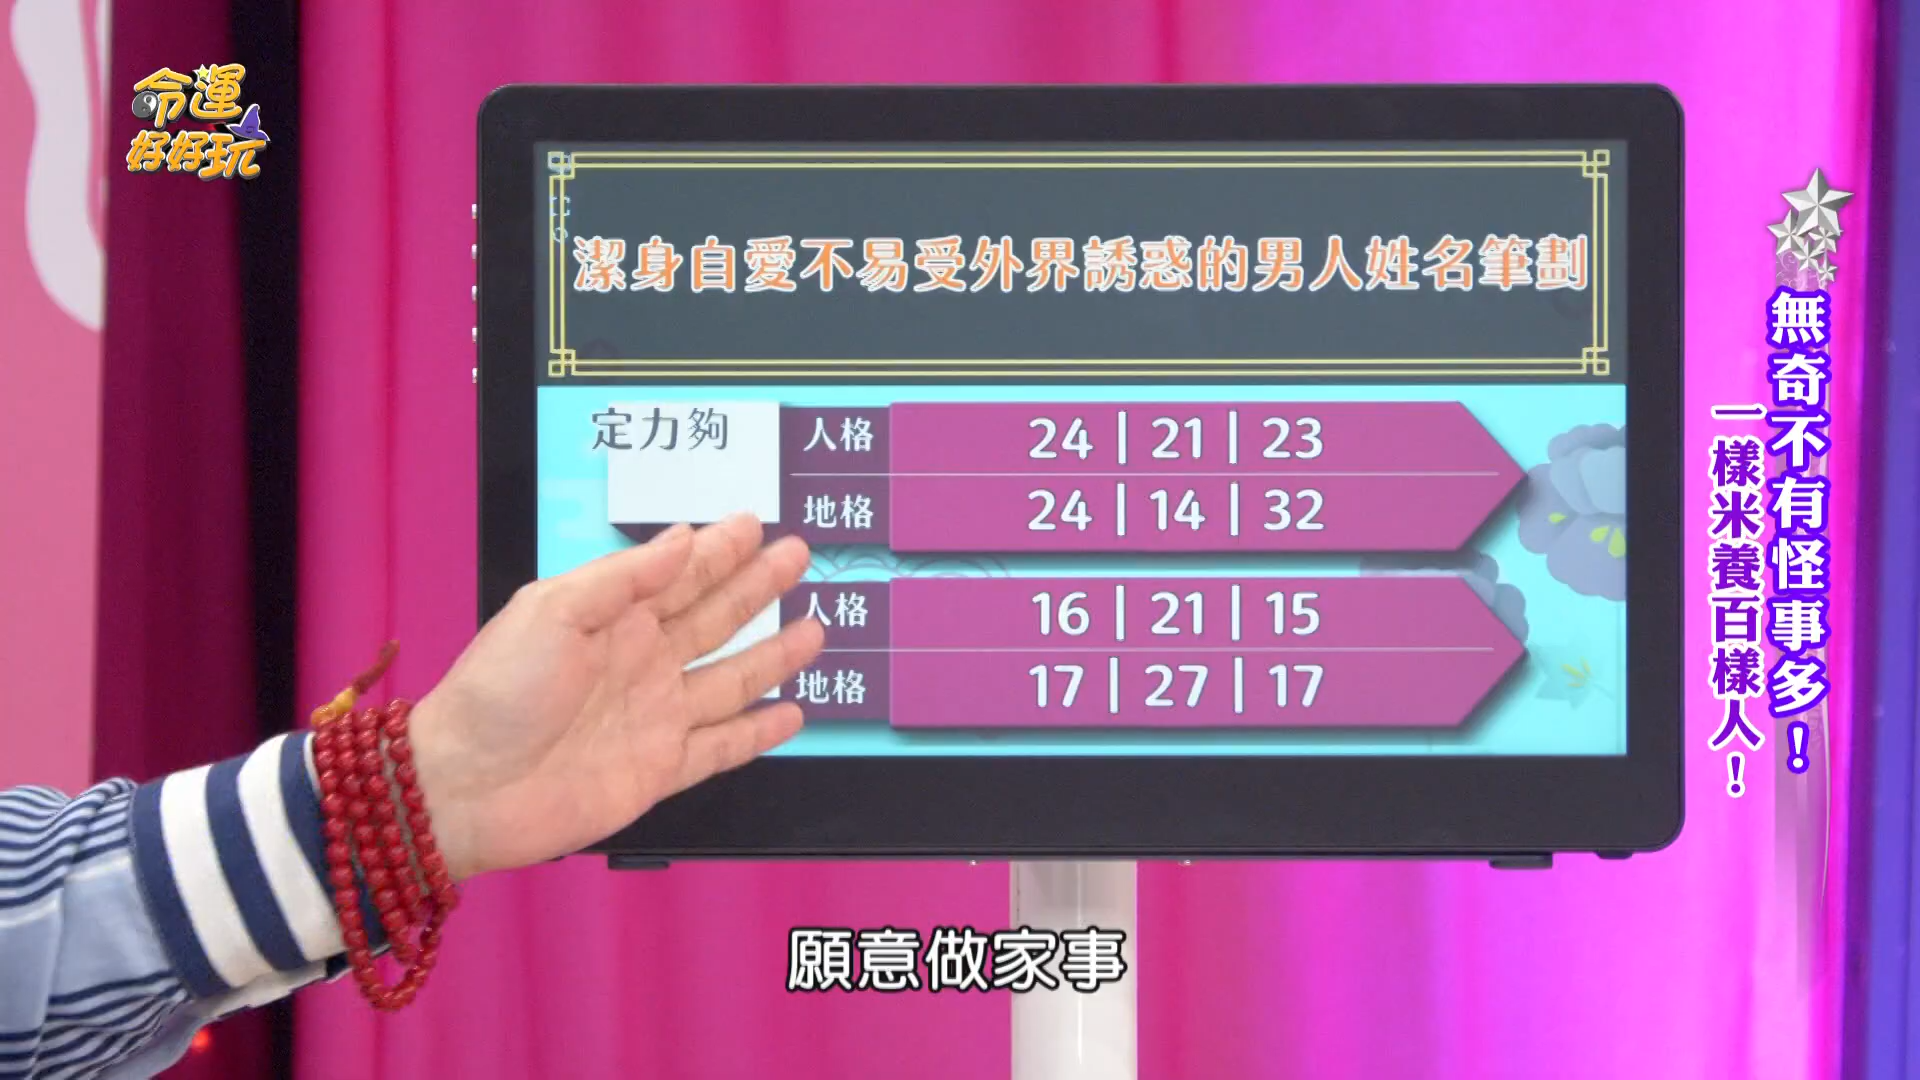 命運
好好玩
潔身自愛不易受外界誘惑的男人姓名筆劃
定力夠
人格 24 | 21 | 23
地格 24 | 14 | 32
人格 16 | 21 | 15
地格 17 | 27 | 17
無奇不有怪事多！
一樣米養百樣人！
願意做家事